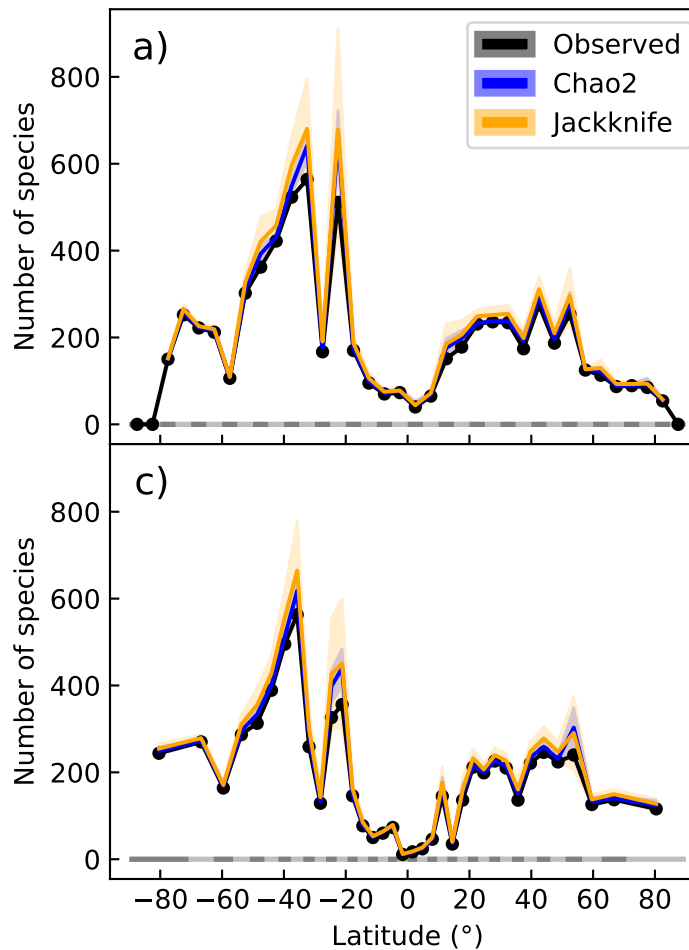 a)
Observed
Chao2
Jackknife
Number of species
800
600
400
200
0
c)
Number of species
800
600
400
200
0
−80 −60 −40 −20 0 20 40 60 80
Latitude (°)